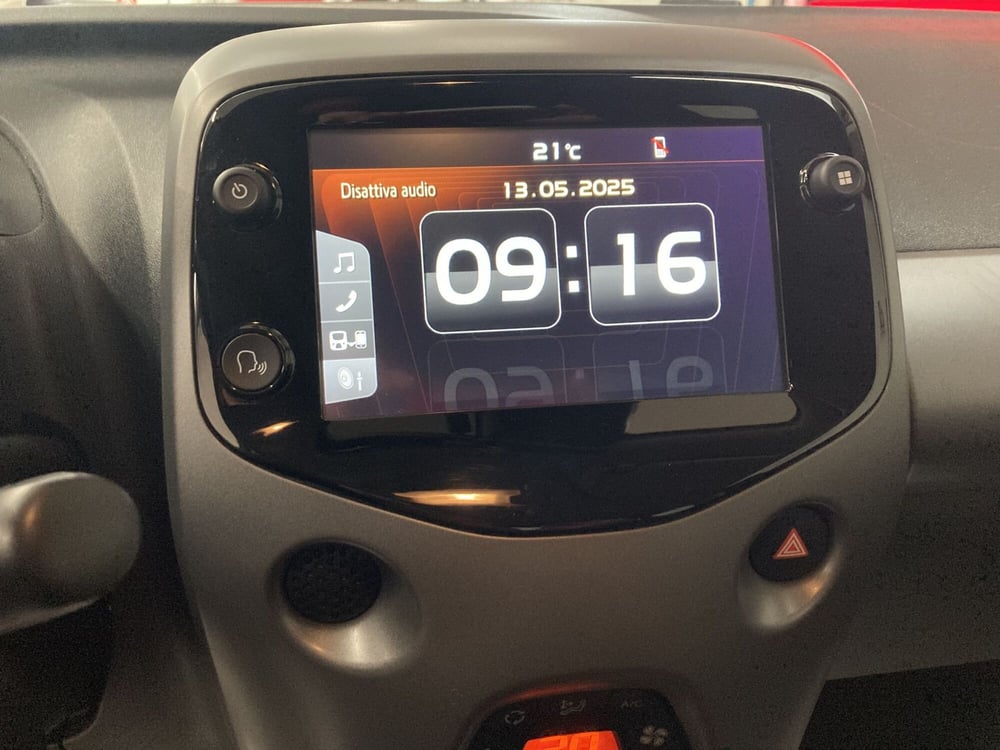 21°C
Disattiva audio
13.05.2025
09:16
A/C